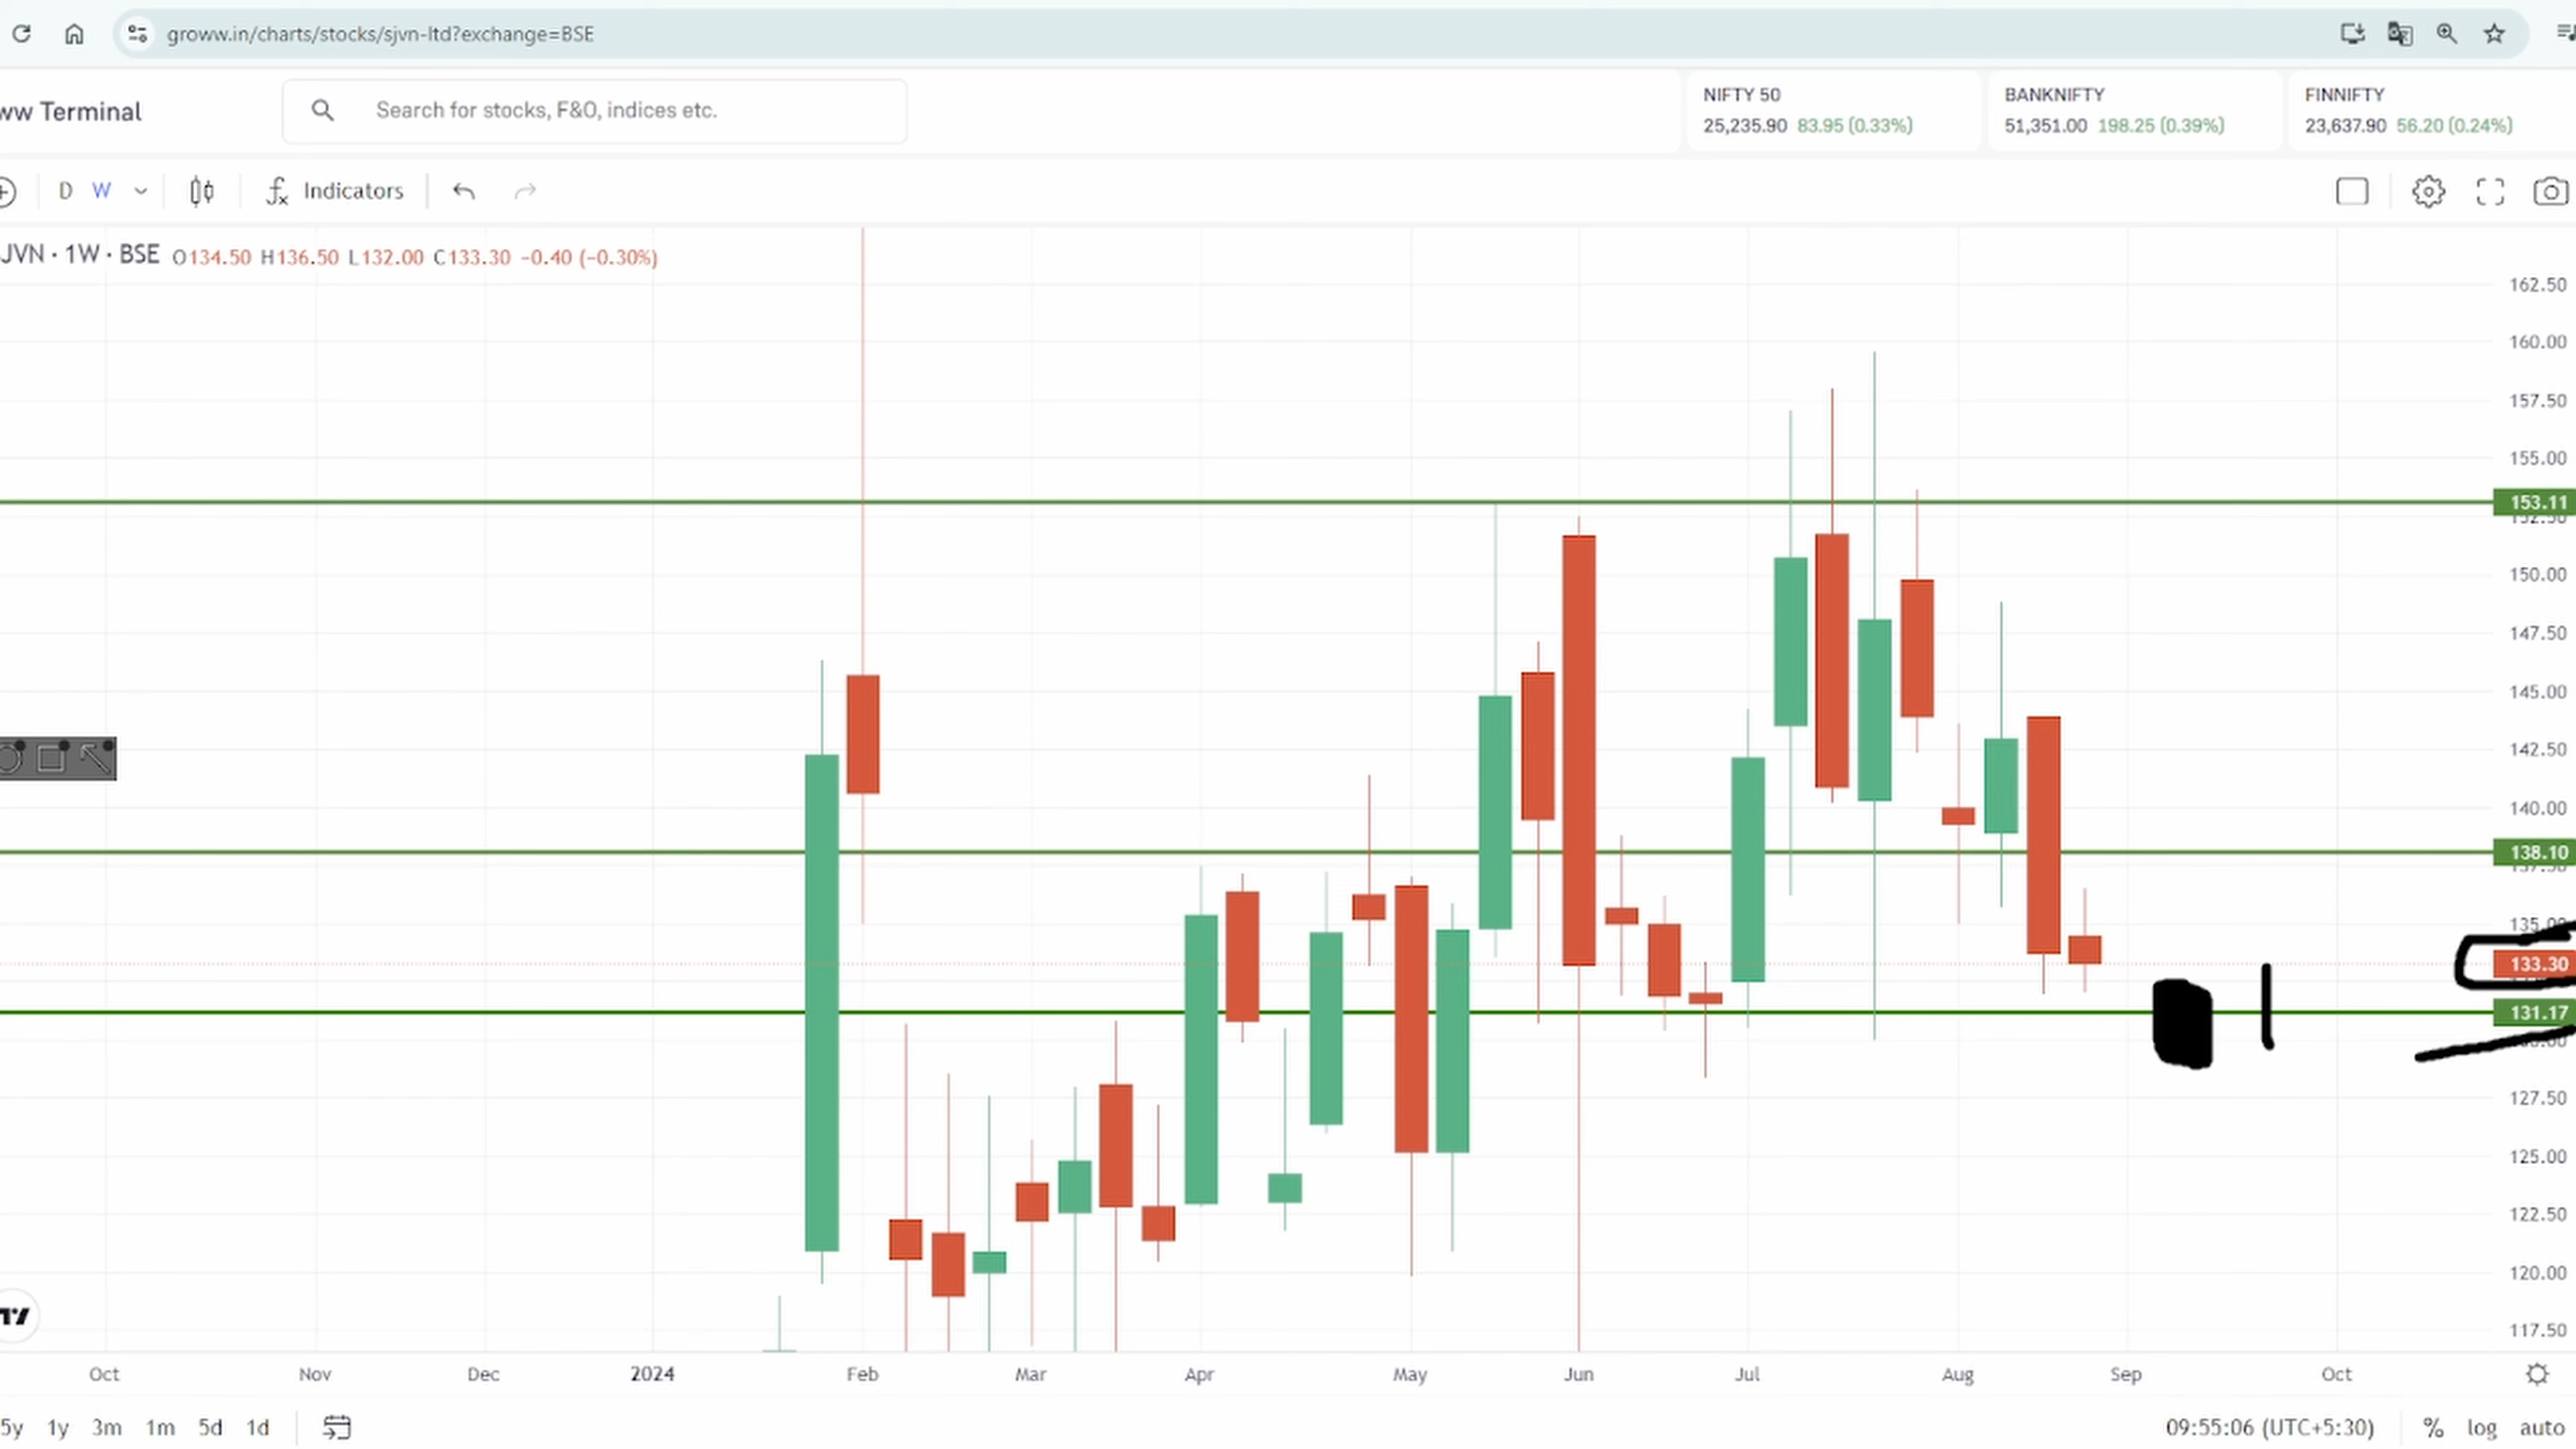 groww.in/charts/stocks/sjvn-ltd?exchange=BSE
ww Terminal
Search for stocks, F&O, indices etc.
NIFTY 50
25,235.90 83.95 (0.33%)
BANKNIFTY
51,351.00 198.25 (0.39%)
FINNIFTY
23,637.90 56.20 (0.24%)
D W Indicators
JVN · 1W · BSE O134.50 H136.50 L132.00 C133.30 −0.40 (−0.30%)
162.50
160.00
157.50
155.00
153.11
150.00
147.50
145.00
142.50
140.00
138.10
135.00
133.30
131.17
127.50
125.00
122.50
120.00
117.50
Oct Nov Dec 2024 Feb Mar Apr May Jun Jul Aug Sep Oct
5y 1y 3m 1m 5d 1d
09:55:06 (UTC+5:30) % log auto